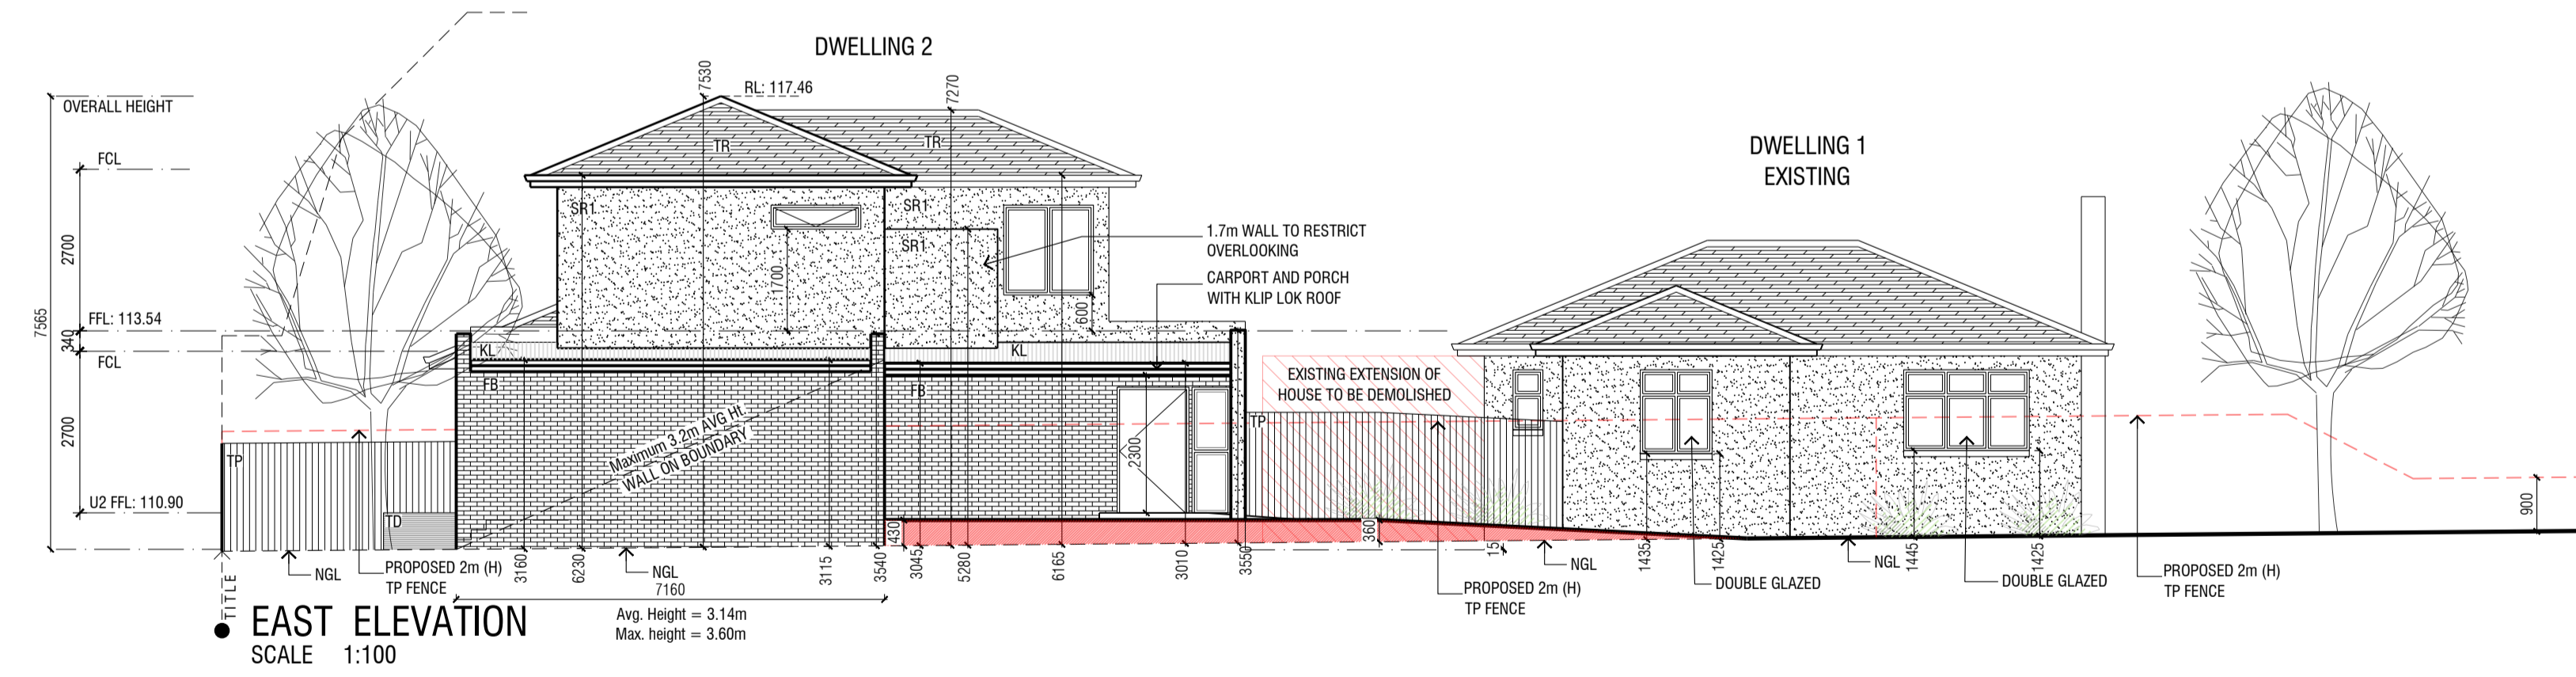 DWELLING 2
7530
RL: 117.46
7270
OVERALL HEIGHT
FCL
TR
TR
DWELLING 1
EXISTING
SR1
SR1
SR1
1.7m WALL TO RESTRICT
OVERLOOKING
CARPORT AND PORCH
WITH KLIP LOK ROOF
2700
1700
600
FFL: 113.54
7565
340
FCL
KL
KL
FB
FB
EXISTING EXTENSION OF
HOUSE TO BE DEMOLISHED
Maximum 3.2m AVG Ht.
WALL ON BOUNDARY
2700
2300
TP
TP
U2 FFL: 110.90
TD
430
360
900
NGL
PROPOSED 2m (H)
TP FENCE
3160
6230
NGL
7160
3115
3540
3045
5280
6165
3010
3550
15
NGL
1435
1425
DOUBLE GLAZED
NGL
1445
1425
DOUBLE GLAZED
PROPOSED 2m (H)
TP FENCE
PROPOSED 2m (H)
TP FENCE
TITLE
EAST ELEVATION
SCALE 1:100
Avg. Height = 3.14m
Max. height = 3.60m